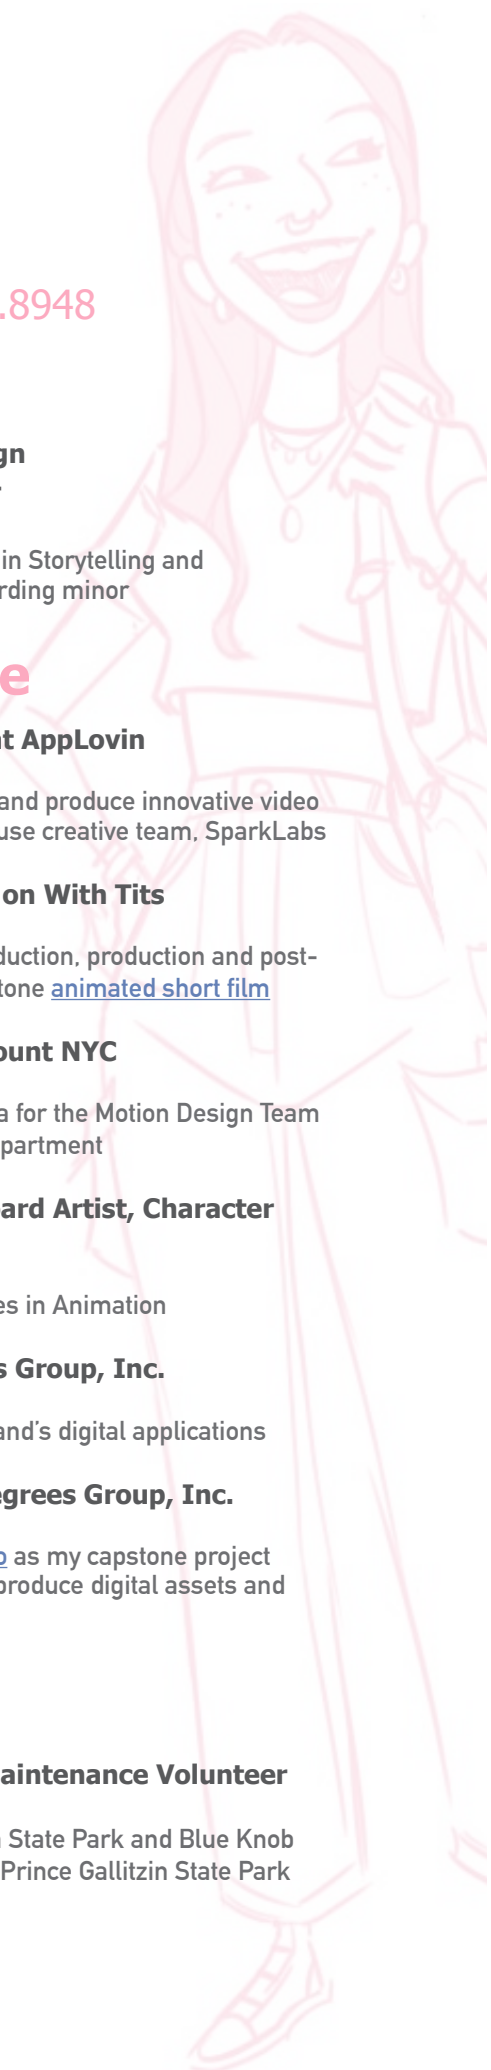 .8948
gn
.
in Storytelling and
rding minor
e
nt AppLovin
and produce innovative video
use creative team, SparkLabs
on With Tits
duction, production and post-
tone animated short film
ount NYC
a for the Motion Design Team
partment
ard Artist, Character
es in Animation
s Group, Inc.
and’s digital applications
egrees Group, Inc.
o as my capstone project
produce digital assets and
aintenance Volunteer
n State Park and Blue Knob
Prince Gallitzin State Park